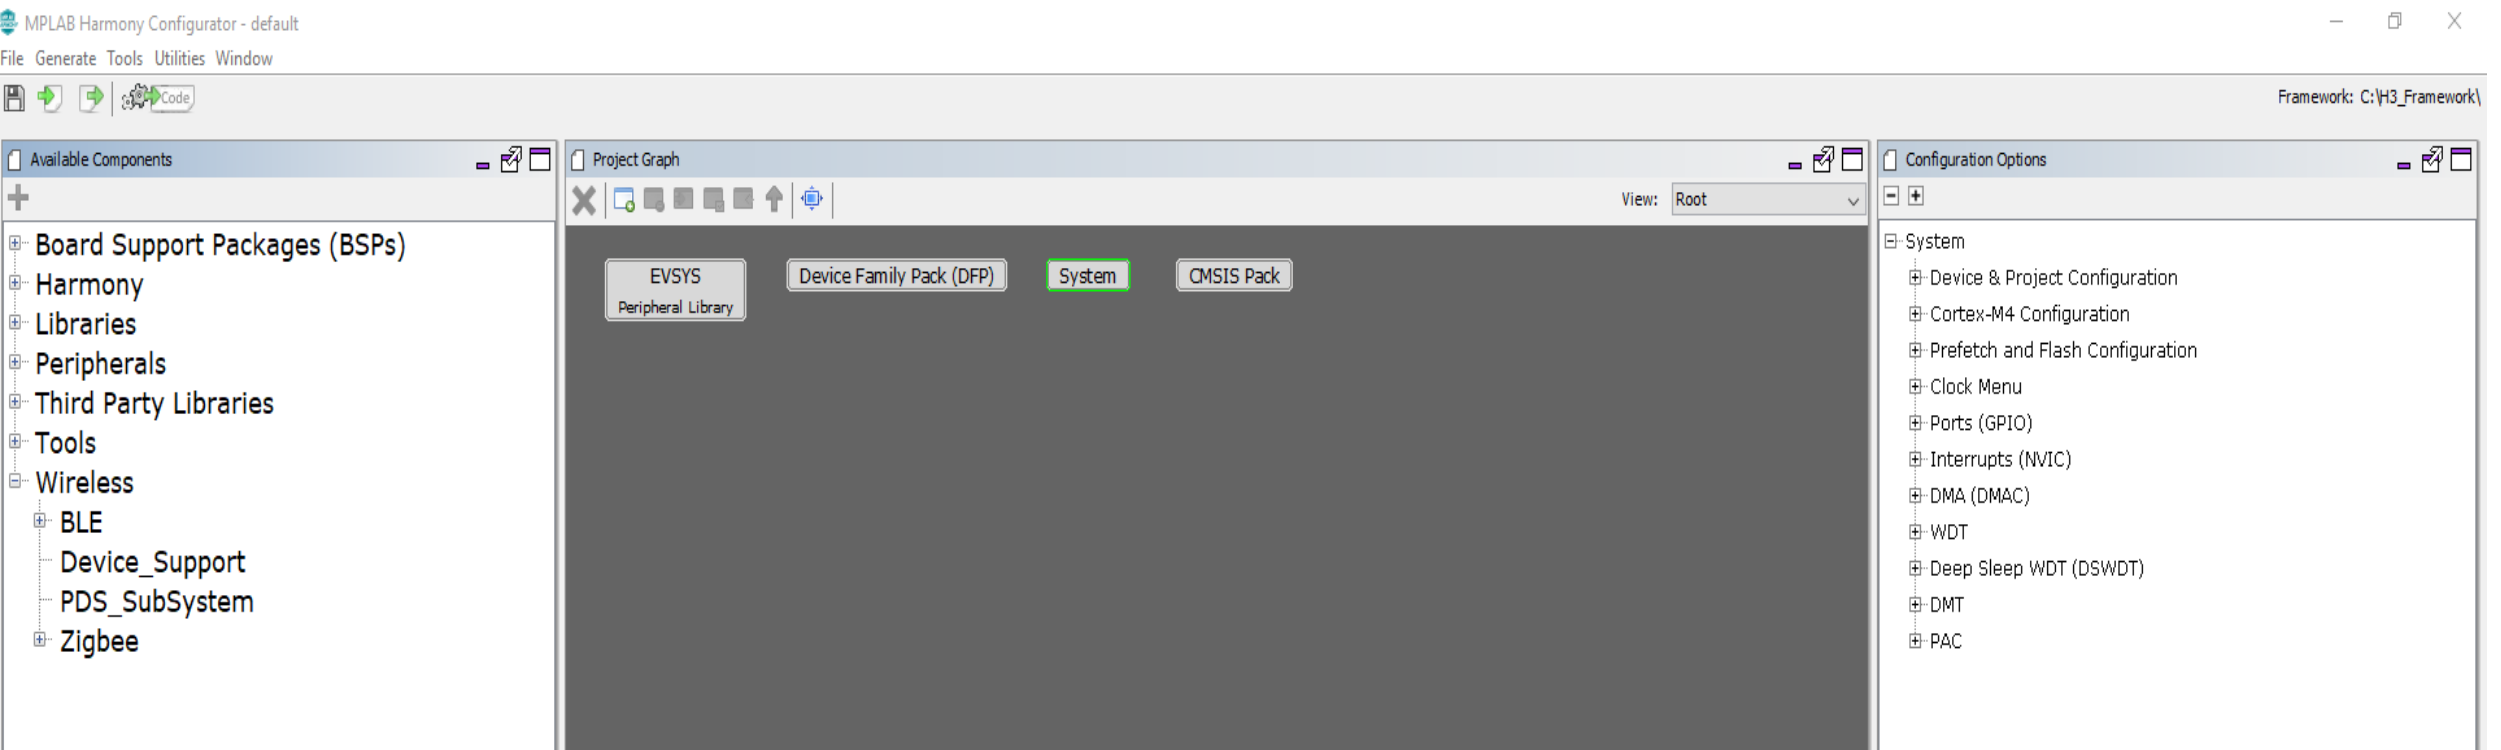 MPLAB Harmony Configurator - default
File Generate Tools Utilities Window
Code
Framework: C:\H3_Framework\
Available Components
Board Support Packages (BSPs)
Harmony
Libraries
Peripherals
Third Party Libraries
Tools
Wireless
BLE
Device_Support
PDS_SubSystem
Zigbee
Project Graph
View: Root
EVSYS
Peripheral Library
Device Family Pack (DFP)
System
CMSIS Pack
Configuration Options
System
Device & Project Configuration
Cortex-M4 Configuration
Prefetch and Flash Configuration
Clock Menu
Ports (GPIO)
Interrupts (NVIC)
DMA (DMAC)
WDT
Deep Sleep WDT (DSWDT)
DMT
PAC